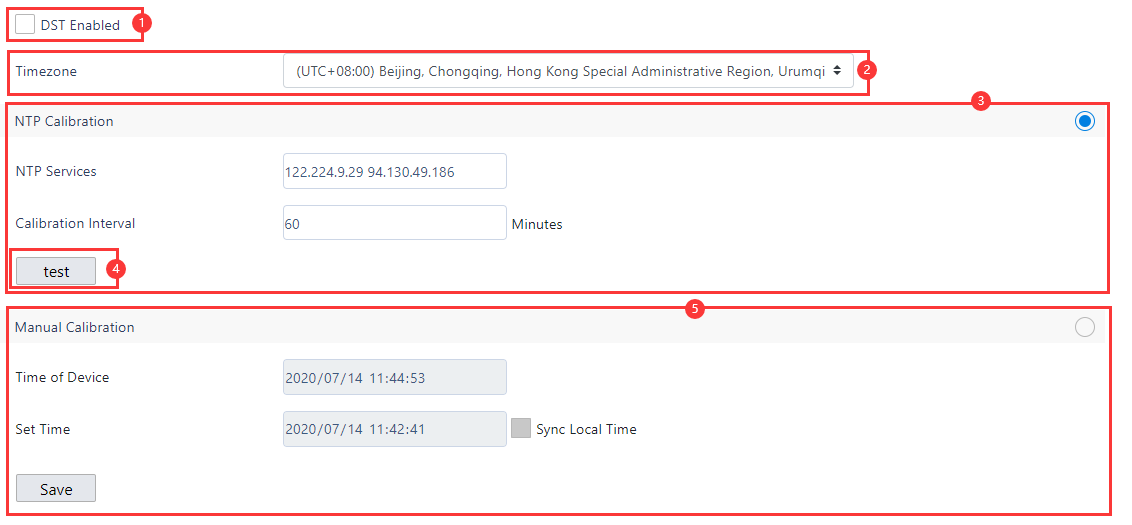 DST Enabled 1
Timezone (UTC+08:00) Beijing, Chongqing, Hong Kong Special Administrative Region, Urumqi 2
3
NTP Calibration
NTP Services 122.224.9.29 94.130.49.186
Calibration Interval 60 Minutes
test 4
5
Manual Calibration
Time of Device 2020/07/14 11:44:53
Set Time 2020/07/14 11:42:41 Sync Local Time
Save